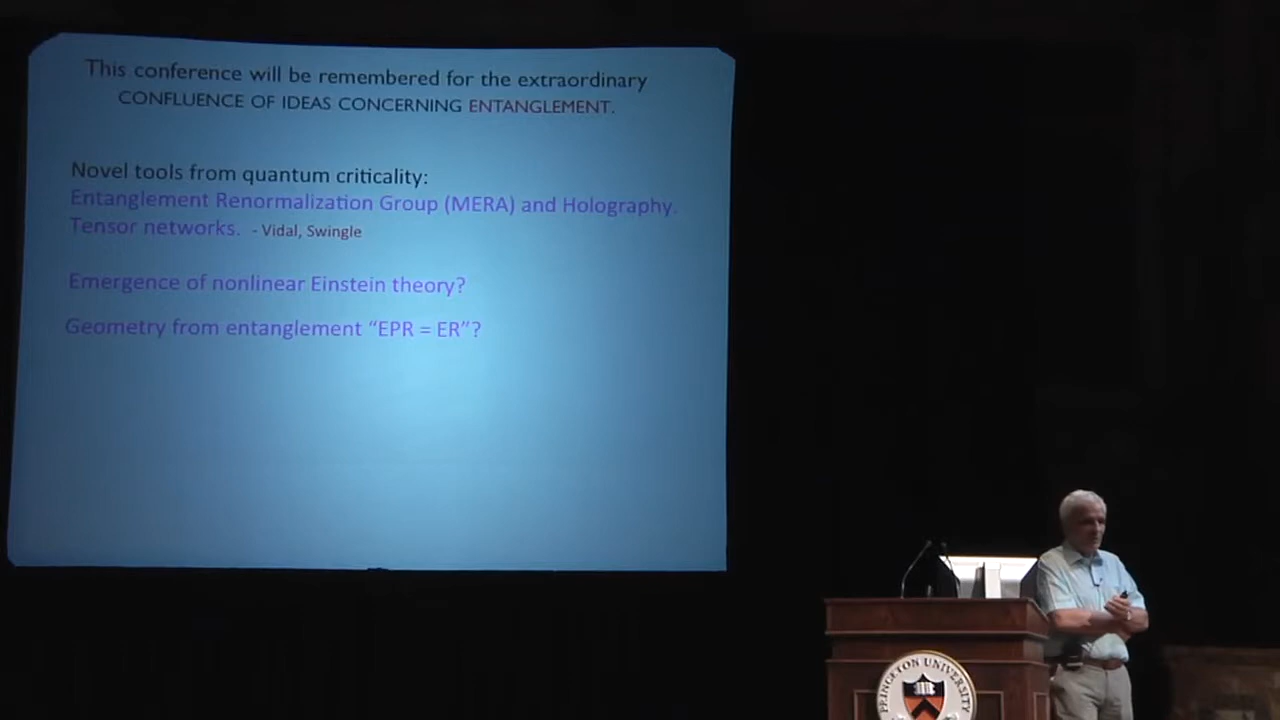 This conference will be remembered for the extraordinary
CONFLUENCE OF IDEAS CONCERNING ENTANGLEMENT.
Novel tools from quantum criticality:
Entanglement Renormalization Group (MERA) and Holography.
Tensor networks. - Vidal, Swingle
Emergence of nonlinear Einstein theory?
Geometry from entanglement “EPR = ER”?
PRINCETON UNIVERSITY